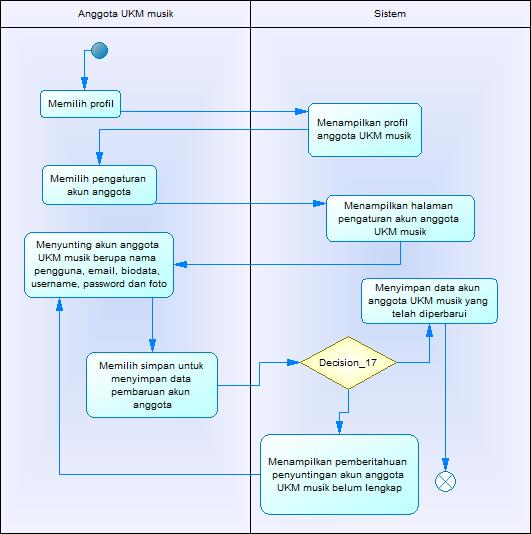 Anggota UKM musik
Sistem
Memilih profil
Menampilkan profil
anggota UKM musik
Memilih pengaturan
akun anggota
Menampilkan halaman
pengaturan akun anggota
UKM musik
Menyunting akun anggota
UKM musik berupa nama
pengguna, email, biodata,
username, password dan foto
Menyimpan data akun
anggota UKM musik yang
telah diperbarui
Memilih simpan untuk
menyimpan data
pembaruan akun
anggota
Decision_17
Menampilkan pemberitahuan
penyuntingan akun anggota
UKM musik belum lengkap